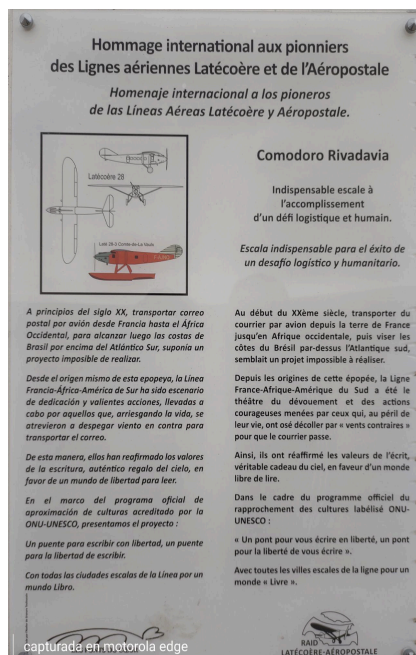 Hommage international aux pionniers
des Lignes aériennes Latécoère et de l'Aéropostale
Homenaje internacional a los pioneros
de las Líneas Aéreas Latécoère y Aéropostale.
Latécoère 28
Comodoro Rivadavia
Indispensable escale à
l'accomplissement
d'un défi logistique et humain.
Escala indispensable para el éxito de
un desafío logístico y humanitario.
A principios del siglo XX, transportar correo
postal por avión desde Francia hasta el África
Occidental, para alcanzar luego las costas de
Brasil por encima del Atlántico Sur, suponía un
proyecto imposible de realizar.
Desde el origen mismo de esta epopeya, la Línea
Francia-África-América de Sur ha sido escenario
de dedicación y valientes acciones, llevadas a
cabo por aquellos que, arriesgando la vida, se
atrevieron a despegar viento en contra para
transportar el correo.
De esta manera, ellos han reafirmado los valores
de la escritura, auténtico regalo del cielo, en
favor de un mundo de libertad para leer.
En el marco del programa oficial de
aproximación de culturas acreditado por la
ONU-UNESCO, presentamos el proyecto :
Un puente para escribir con libertad, un puente
para la libertad de escribir.
Con todas las ciudades escalas de la Línea por un
mundo Libro.
Au début du XXème siècle, transporter du
courrier par avion depuis la terre de France
jusqu'en Afrique occidentale, puis viser les
côtes du Brésil par-dessus l'Atlantique sud,
semblait un projet impossible à réaliser.
Depuis les origines de cette épopée, la Ligne
France-Afrique-Amérique du Sud a été le
théâtre du dévouement et des actions
courageuses menées par ceux qui, au péril de
leur vie, ont osé décoller par « vents contraires »
pour que le courrier passe.
Ainsi, ils ont réaffirmé les valeurs de l'écrit,
véritable cadeau du ciel, en faveur d'un monde
libre de lire.
Dans le cadre du programme officiel du
rapprochement des cultures labélisé ONU-
UNESCO :
« Un pont pour vous écrire en liberté, un pont
pour la liberté de vous écrire ».
Avec toutes les villes escales de la ligne pour un
monde « Livre ».
RAID
LATÉCOÈRE-AÉROPOSTALE
capturada en motorola edge